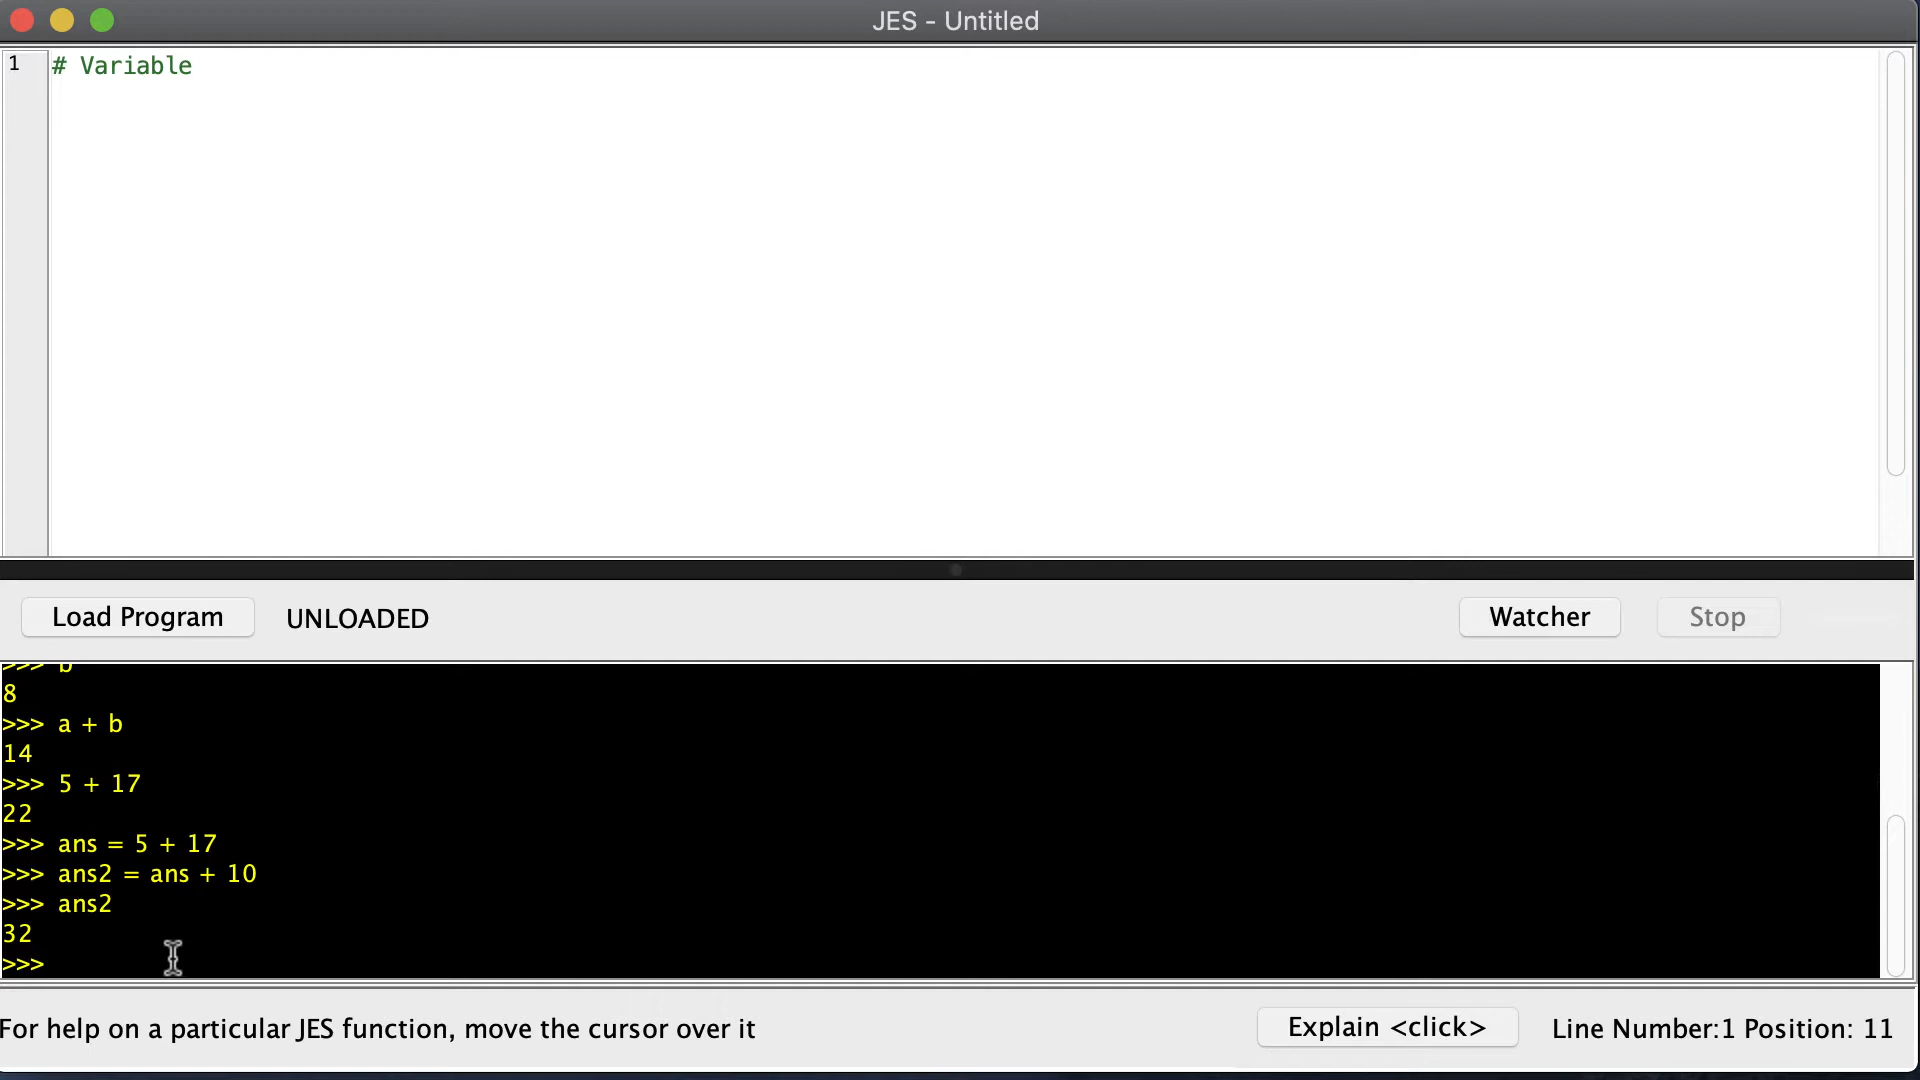 JES - Untitled
1 # Variable
Load Program UNLOADED Watcher Stop
>>> b
8
>>> a + b
14
>>> 5 + 17
22
>>> ans = 5 + 17
>>> ans2 = ans + 10
>>> ans2
32
>>>
For help on a particular JES function, move the cursor over it Explain <click> Line Number:1 Position: 11